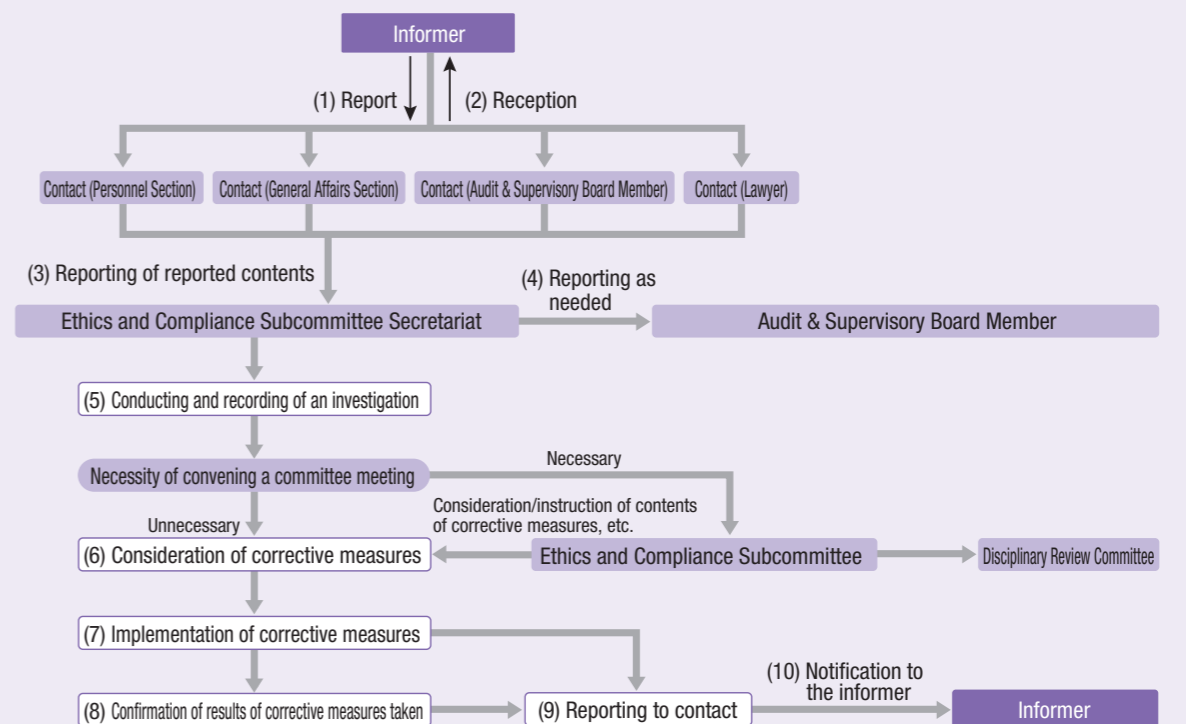 Informer
(1) Report
(2) Reception
Contact (Personnel Section)
Contact (General Affairs Section)
Contact (Audit & Supervisory Board Member)
Contact (Lawyer)
(3) Reporting of reported contents
(4) Reporting as
needed
Ethics and Compliance Subcommittee Secretariat
Audit & Supervisory Board Member
(5) Conducting and recording of an investigation
Necessity of convening a committee meeting
Necessary
Unnecessary
Consideration/instruction of contents
of corrective measures, etc.
(6) Consideration of corrective measures
Ethics and Compliance Subcommittee
Disciplinary Review Committee
(7) Implementation of corrective measures
(8) Confirmation of results of corrective measures taken
(9) Reporting to contact
(10) Notification to
the informer
Informer